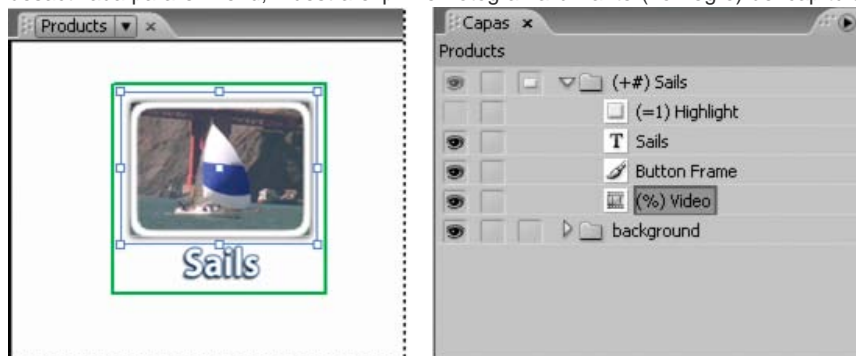 Products
Sails
Capas
Products
(+#) Sails
(=1) Highlight
T Sails
Button Frame
(%) Video
background